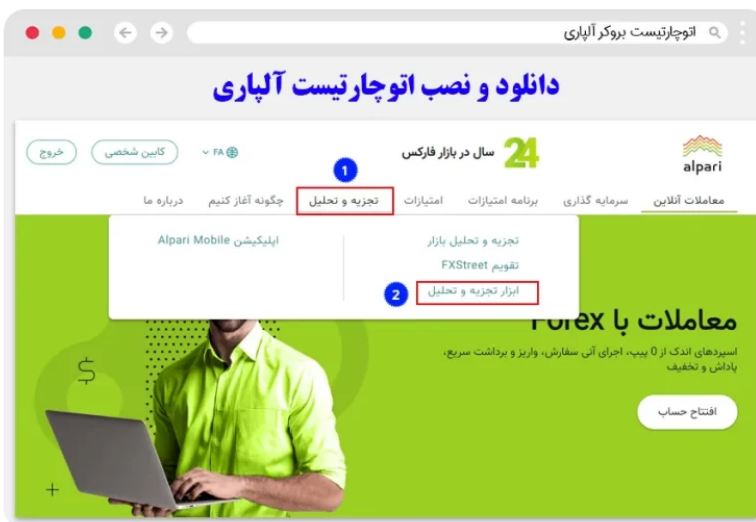 اتوچارتیست بروکر آلپاری
دانلود و نصب اتوچارتیست آلپاری
alpari
24 سال در بازار فارکس
FA
کابین شخصی
خروج
1
معاملات آنلاین
سرمایه گذاری
برنامه امتیازات
امتیازات
تجزیه و تحلیل
چگونه آغاز کنیم
درباره ما
تجزیه و تحلیل بازار
اپلیکیشن Alpari Mobile
تقویم FXStreet
ابزار تجزیه و تحلیل
2
معاملات با Forex
اسپردهای اندک از 0 پیپ، اجرای آنی سفارش، واریز و برداشت سریع،
پاداش و تخفیف
افتتاح حساب